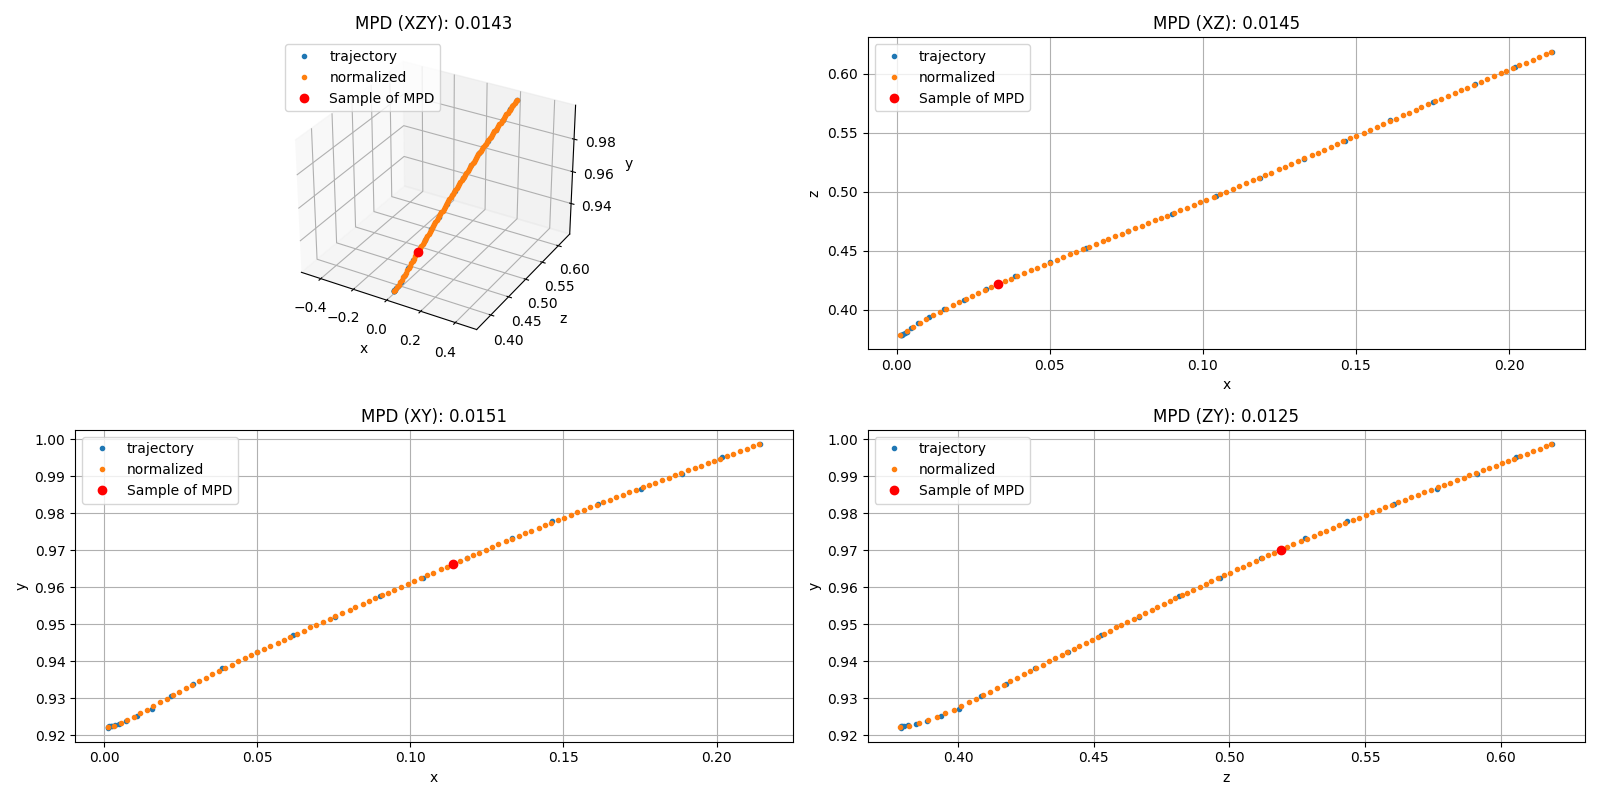 MPD (XZY): 0.0143
trajectory
normalized
Sample of MPD
0.98
0.96
0.94
y
−0.4
−0.2
0.0
0.2
0.4
x
0.40
0.45
0.50
0.55
0.60
z
MPD (XZ): 0.0145
trajectory
normalized
Sample of MPD
0.60
0.55
0.50
0.45
0.40
z
0.00 0.05 0.10 0.15 0.20
x
MPD (XY): 0.0151
trajectory
normalized
Sample of MPD
1.00
0.99
0.98
0.97
0.96
0.95
0.94
0.93
0.92
y
0.00 0.05 0.10 0.15 0.20
x
MPD (ZY): 0.0125
trajectory
normalized
Sample of MPD
1.00
0.99
0.98
0.97
0.96
0.95
0.94
0.93
0.92
y
0.40 0.45 0.50 0.55 0.60
z